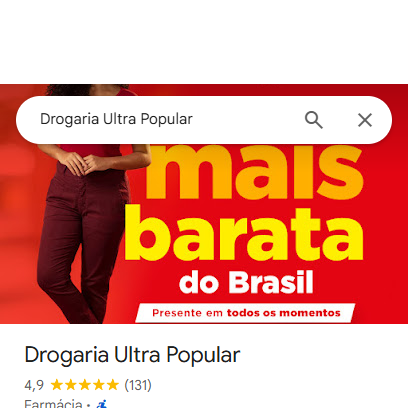 Drogaria Ultra Popular
mais
barata
do Brasil
Presente em todos os momentos
Drogaria Ultra Popular
4,9 (131)
Farmácia ·